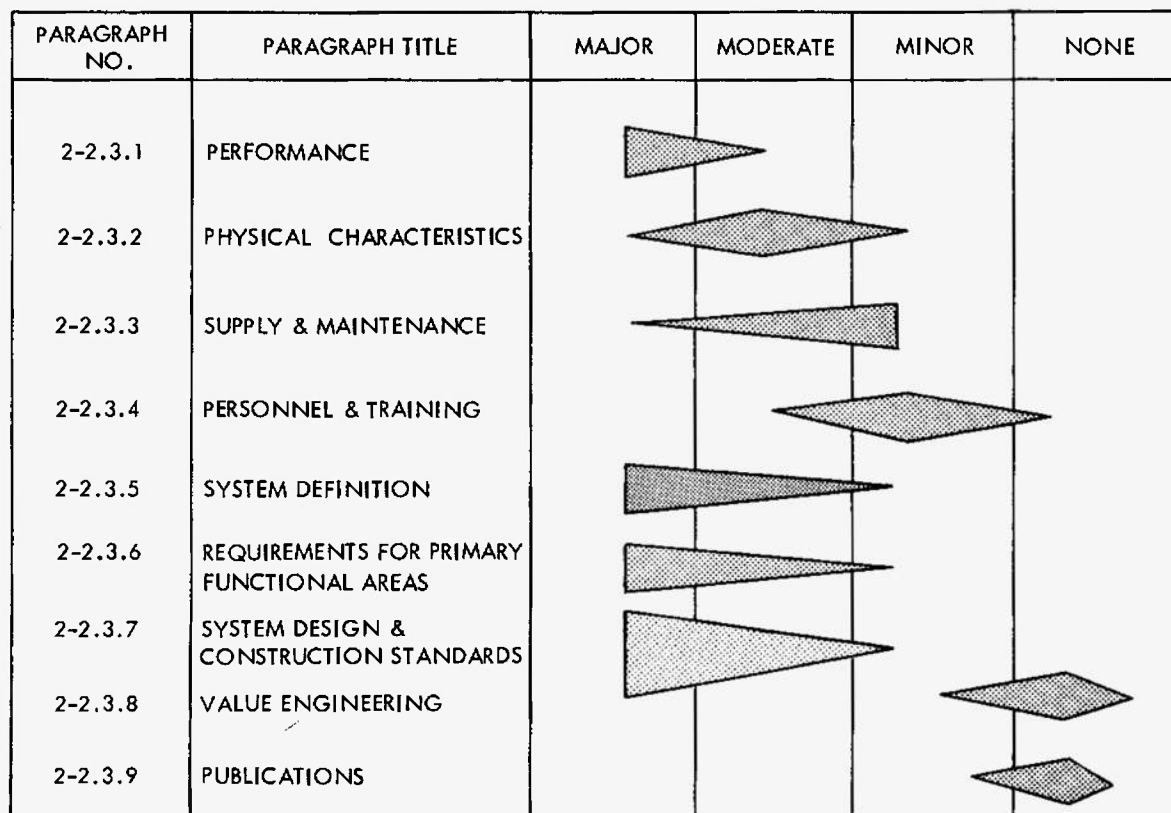 PARAGRAPH NO. PARAGRAPH TITLE MAJOR MODERATE MINOR NONE
2-2.3.1 PERFORMANCE
2-2.3.2 PHYSICAL CHARACTERISTICS
2-2.3.3 SUPPLY & MAINTENANCE
2-2.3.4 PERSONNEL & TRAINING
2-2.3.5 SYSTEM DEFINITION
2-2.3.6 REQUIREMENTS FOR PRIMARY
FUNCTIONAL AREAS
2-2.3.7 SYSTEM DESIGN &
CONSTRUCTION STANDARDS
2-2.3.8 VALUE ENGINEERING
2-2.3.9 PUBLICATIONS